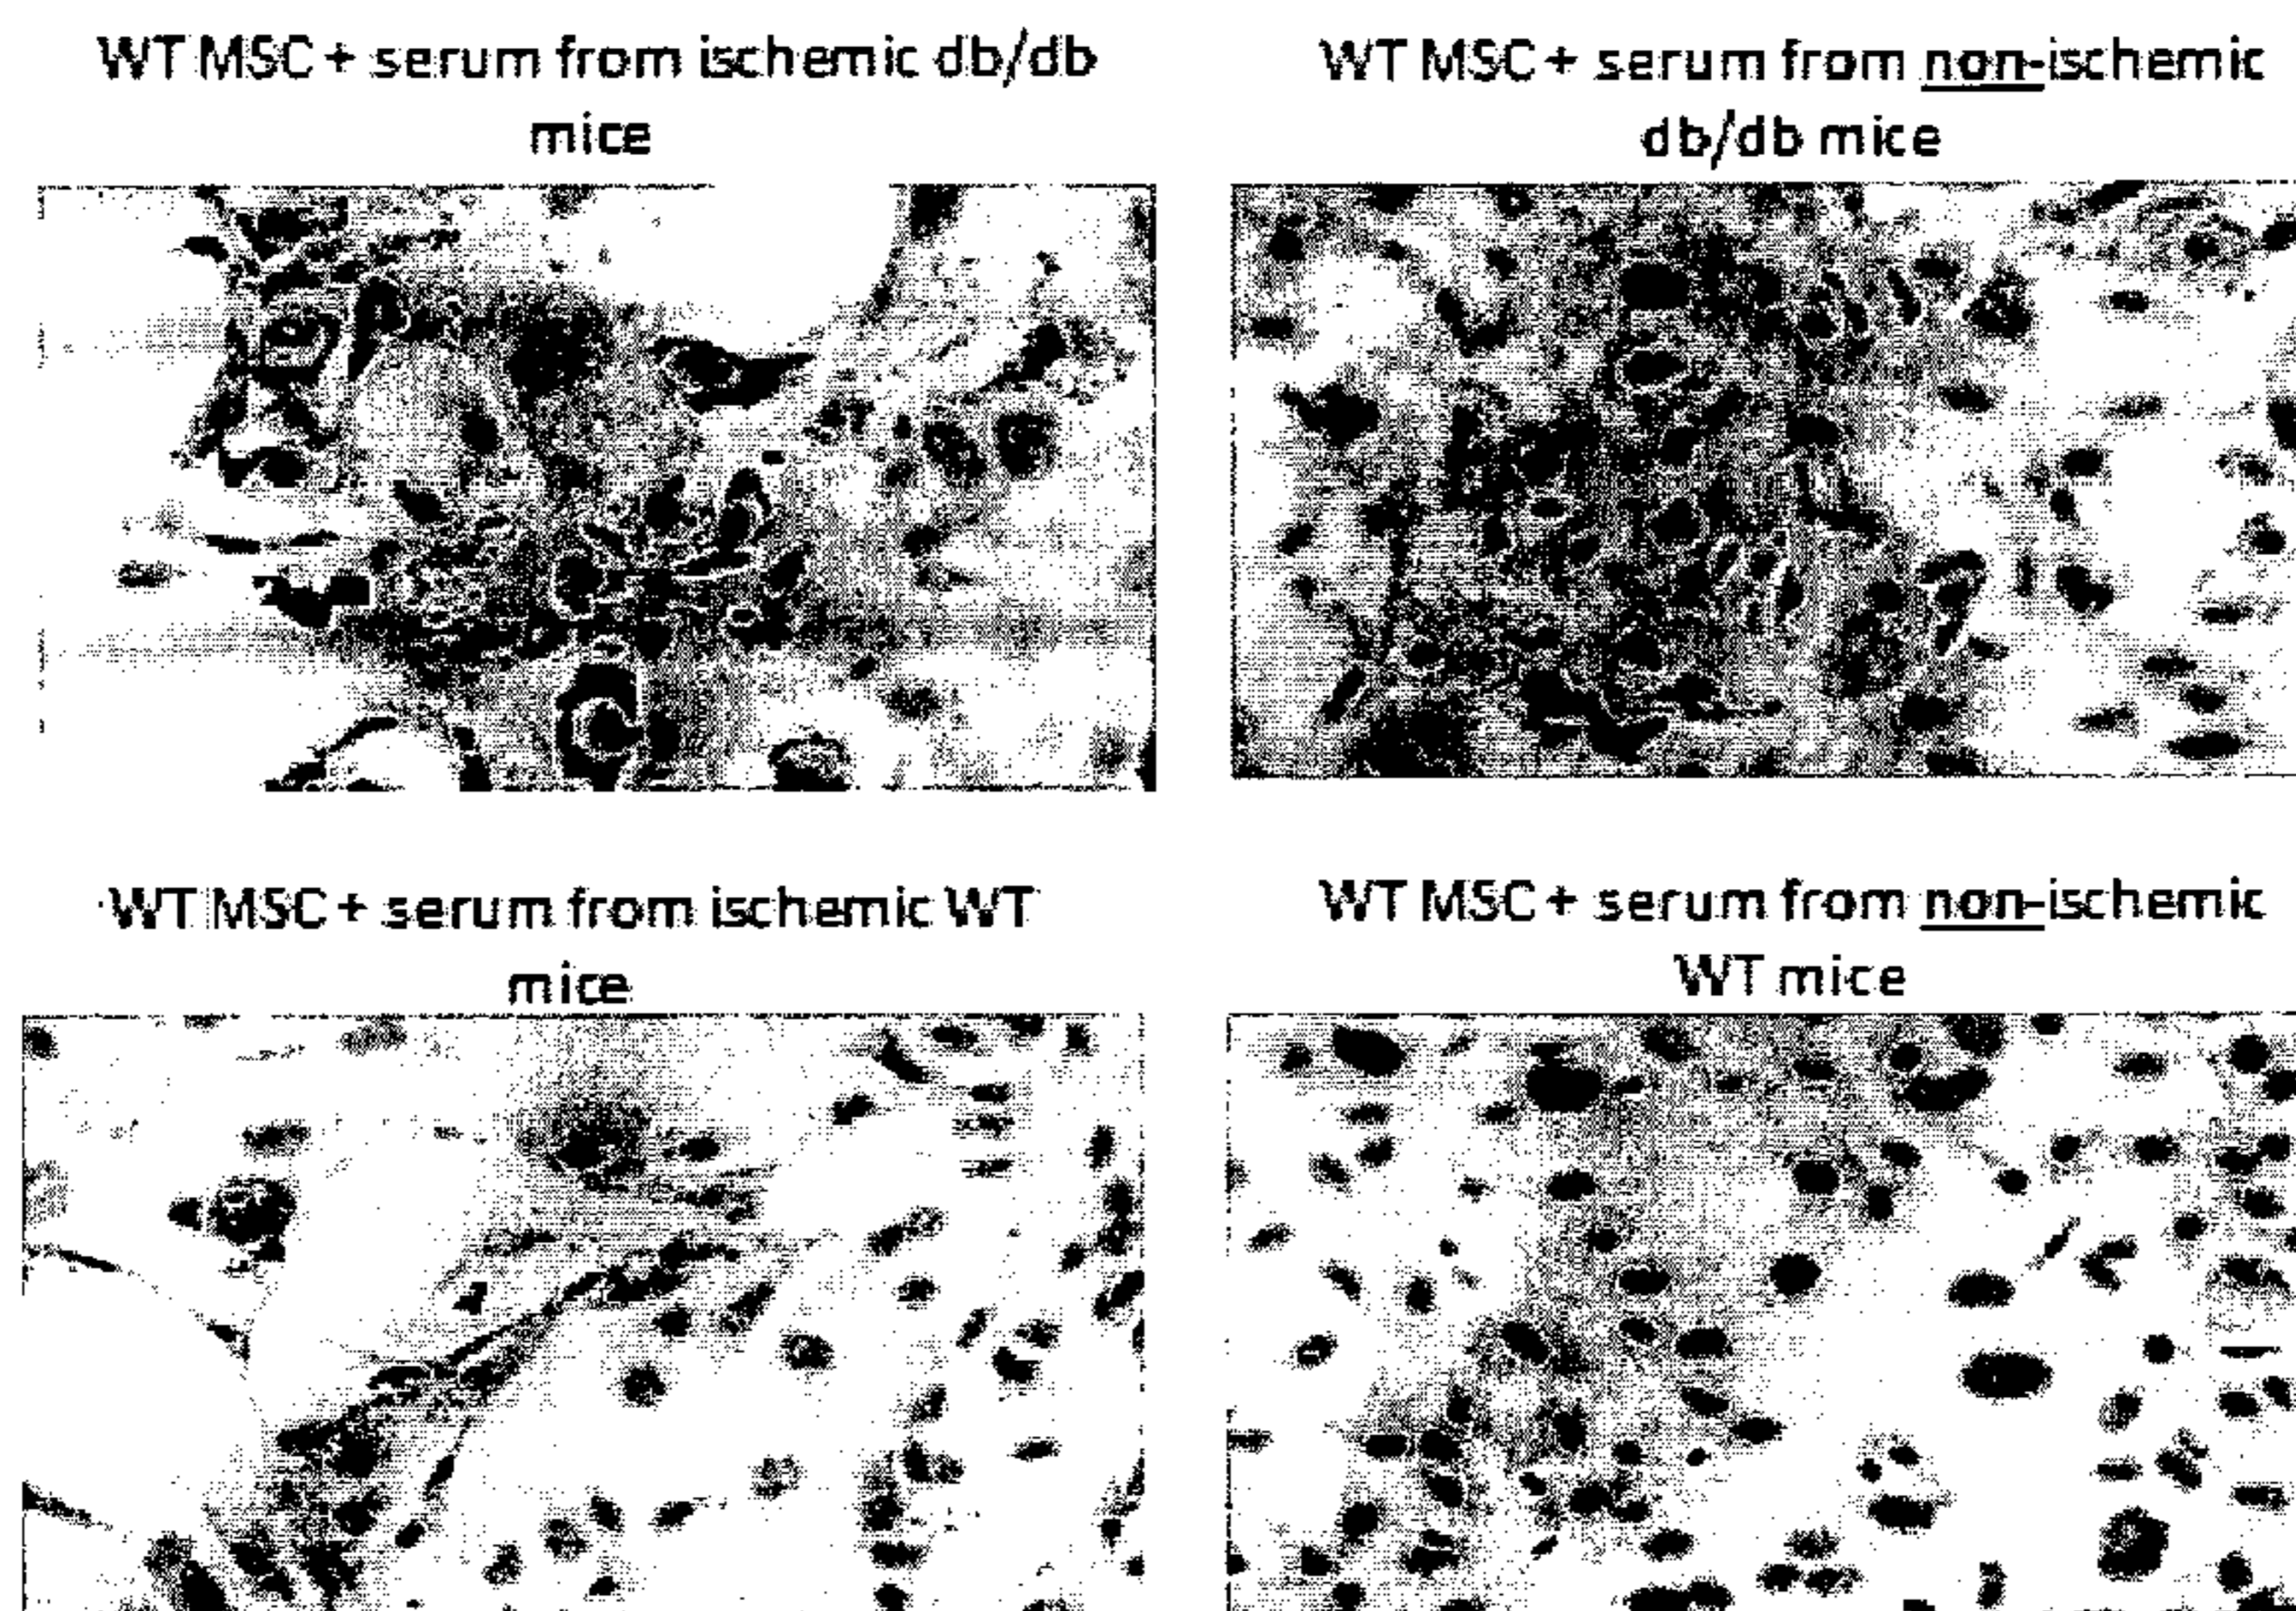 WT MSC + serum from ischemic db/db
mice
WT MSC + serum from non-ischemic
db/db mice
WT MSC + serum from ischemic WT
mice
WT MSC + serum from non-ischemic
WT mice